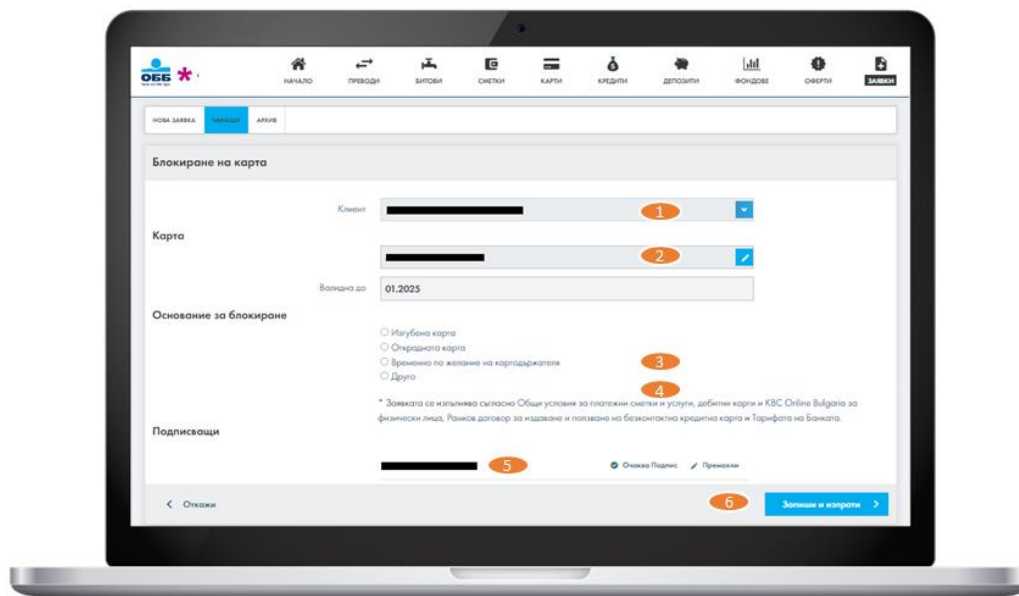 ОББ
НАЧАЛО ПРЕВОДИ БИТОВИ СМЕТКИ КАРТИ КРЕДИТИ ДЕПОЗИТИ ФОНДОВЕ ОФЕРТИ ЗАЯВКИ
НОВА ЗАЯВКА ЧАКАЩИ АРХИВ
Блокиране на карта
Клиент 1
Карта
2
Валидна до 01.2025
Основание за блокиране
Изгубена карта
Открадната карта
Временно по желание на картодържателя 3
Друго
4
* Заявката се изпълнява съгласно Общи условия за платежни сметки и услуги, дебитни карти и KBC Online Bulgaria за
физически лица, Рамков договор за издаване и ползване на безконтактна кредитна карта и Тарифата на Банката.
Подписващи
5 Очаква Подпис Премахни
Откажи 6 Запиши и изпрати